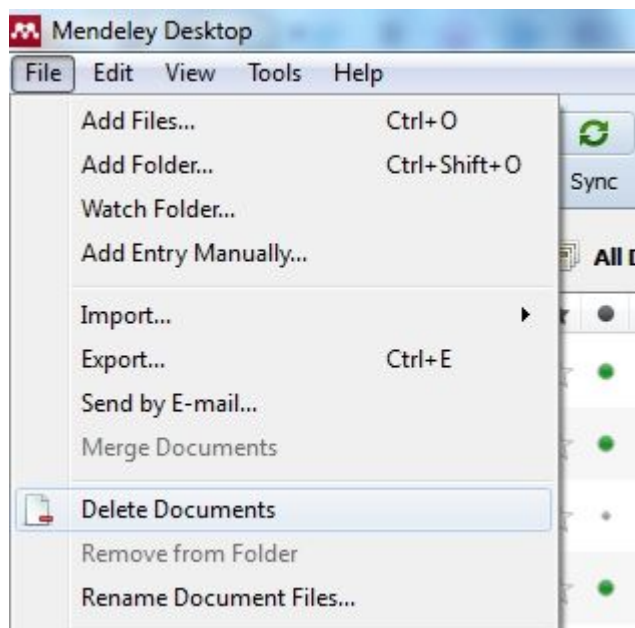 Mendeley Desktop
File Edit View Tools Help
Add Files... Ctrl+O
Add Folder... Ctrl+Shift+O
Watch Folder...
Add Entry Manually...
Import...
Export... Ctrl+E
Send by E-mail...
Merge Documents
Delete Documents
Remove from Folder
Rename Document Files...
Sync
All